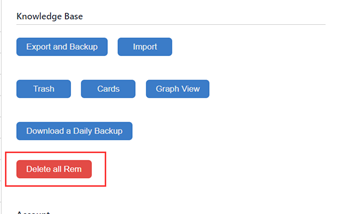 Knowledge Base
Export and Backup Import
Trash Cards Graph View
Download a Daily Backup
Delete all Rem